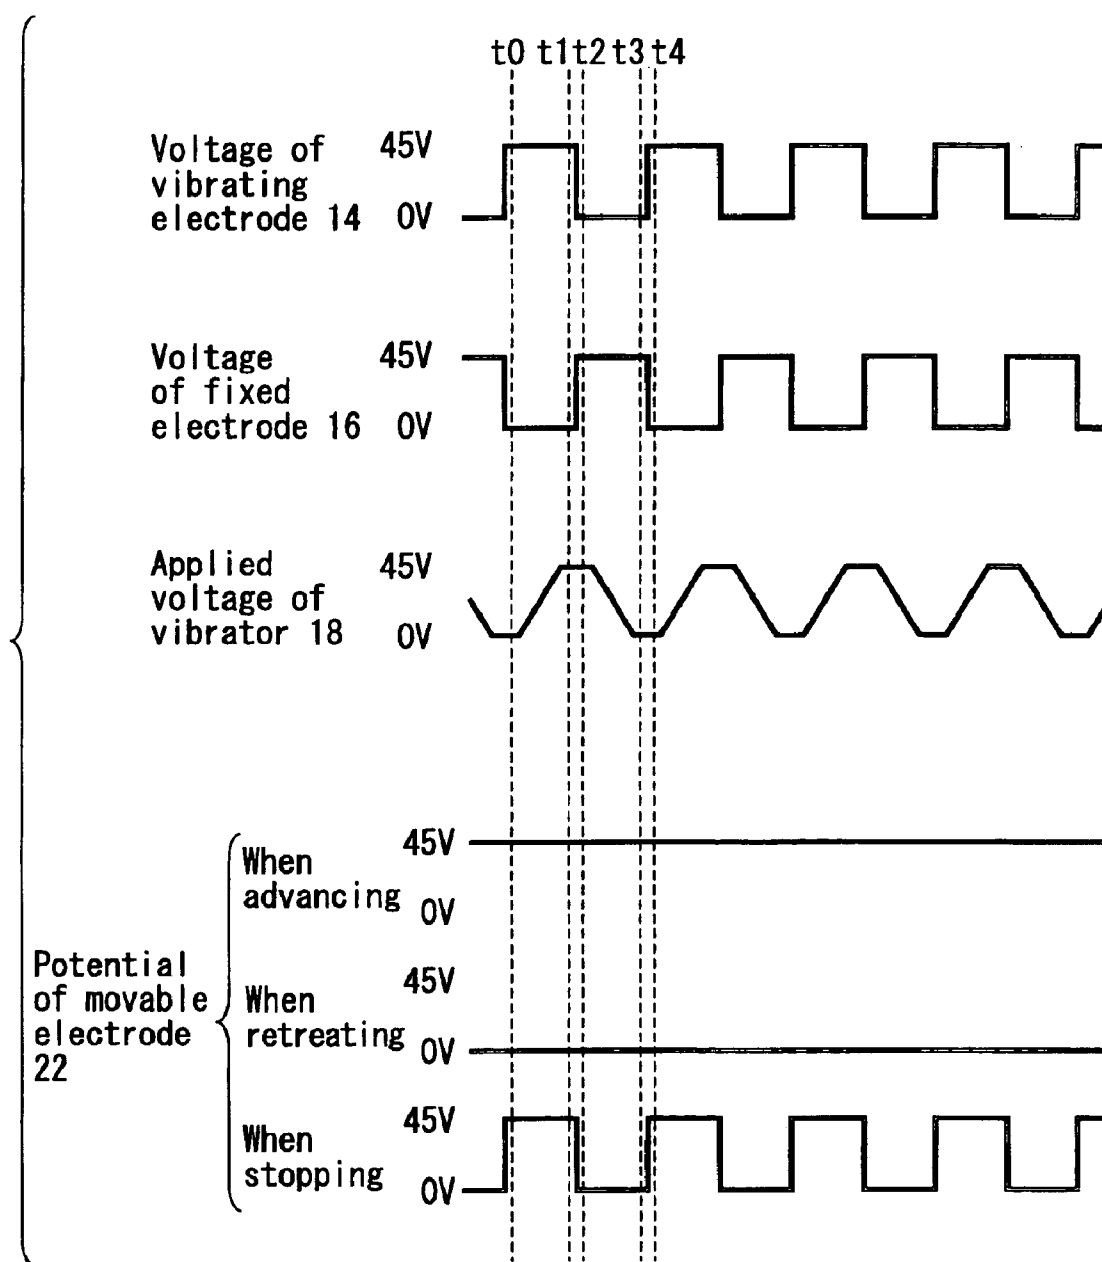 t0 t1 t2 t3 t4
Voltage of
vibrating
electrode 14
45V
0V
Voltage
of fixed
electrode 16
45V
0V
Applied
voltage of
vibrator 18
45V
0V
Potential
of movable
electrode
22
When
advancing
45V
0V
When
retreating
45V
0V
When
stopping
45V
0V